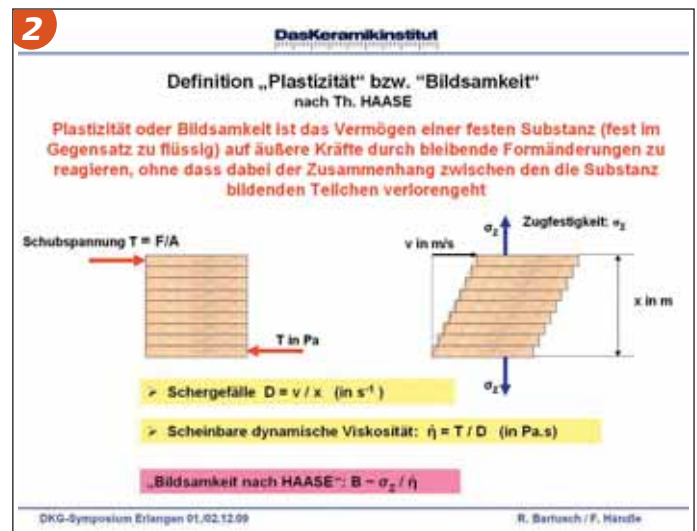 2
DasKeramikinstitut
Definition „Plastizität“ bzw. “Bildsamkeit“
nach Th. HAASE
Plastizität oder Bildsamkeit ist das Vermögen einer festen Substanz (fest im
Gegensatz zu flüssig) auf äußere Kräfte durch bleibende Formänderungen zu
reagieren, ohne dass dabei der Zusammenhang zwischen den die Substanz
bildenden Teilchen verlorengeht
Schubspannung T = F/A
T in Pa
v in m/s
σz
Zugfestigkeit: σz
x in m
σz
➢ Schergefälle D = v / x (in s⁻¹ )
➢ Scheinbare dynamische Viskosität: ή = T / D (in Pa.s)
„Bildsamkeit nach HAASE“: B ~ σz / ή
DKG-Symposium Erlangen 01./02.12.09
R. Bartusch / F. Händle